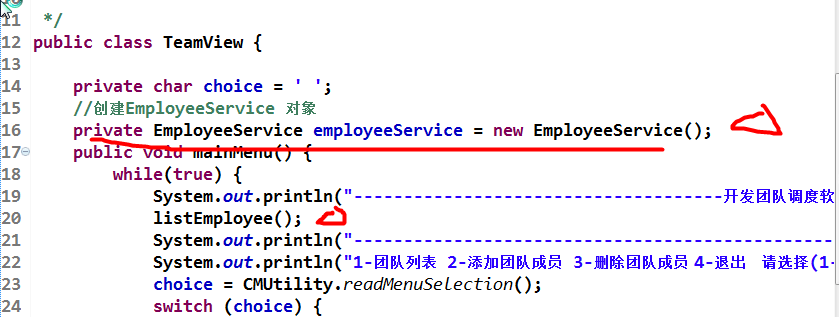 11 */
12 public class TeamView {
13
14 private char choice = ' ';
15 //创建EmployeeService 对象
16 private EmployeeService employeeService = new EmployeeService();
17 public void mainMenu() {
18 while(true) {
19 System.out.println("---------------------------------------开发团队调度软
20 listEmployee();
21 System.out.println("----------------------------------------------------
22 System.out.println("1-团队列表 2-添加团队成员 3-删除团队成员 4-退出 请选择(1-
23 choice = CMUtility.readMenuSelection();
24 switch (choice) {